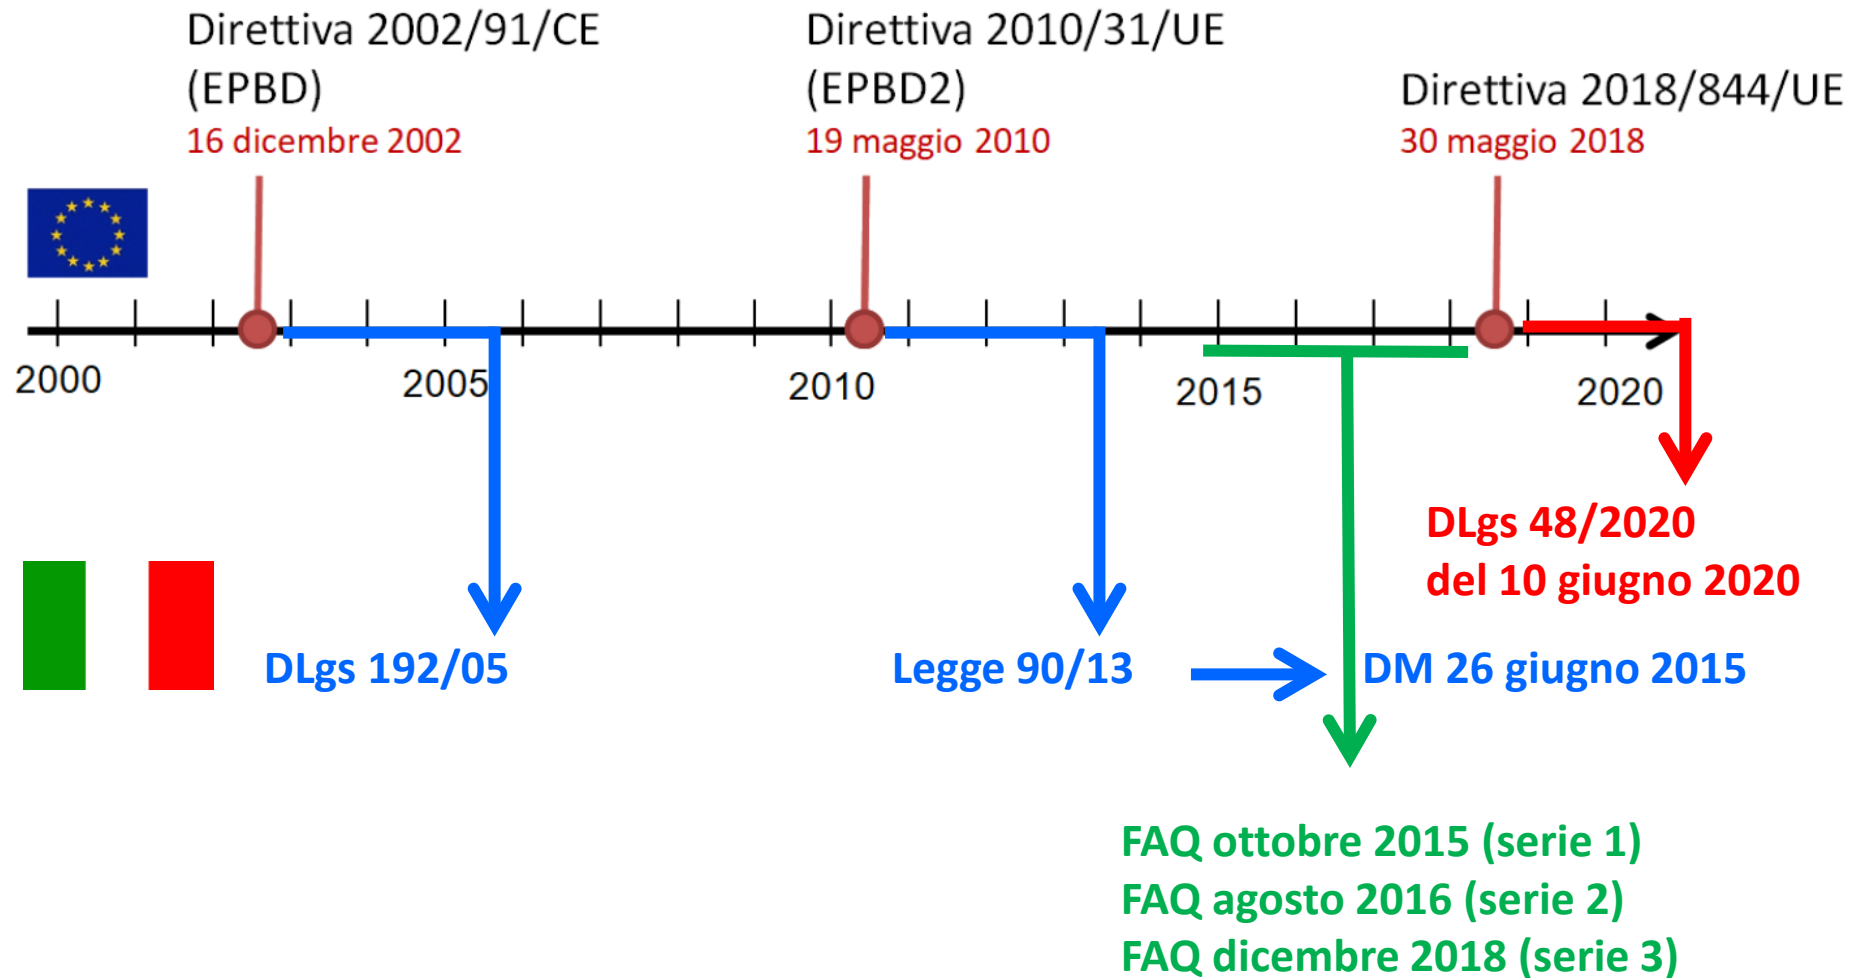 Direttiva 2002/91/CE
(EPBD)
16 dicembre 2002
Direttiva 2010/31/UE
(EPBD2)
19 maggio 2010
Direttiva 2018/844/UE
30 maggio 2018
2000
2005
2010
2015
2020
DLgs 48/2020
del 10 giugno 2020
DLgs 192/05
Legge 90/13
DM 26 giugno 2015
FAQ ottobre 2015 (serie 1)
FAQ agosto 2016 (serie 2)
FAQ dicembre 2018 (serie 3)